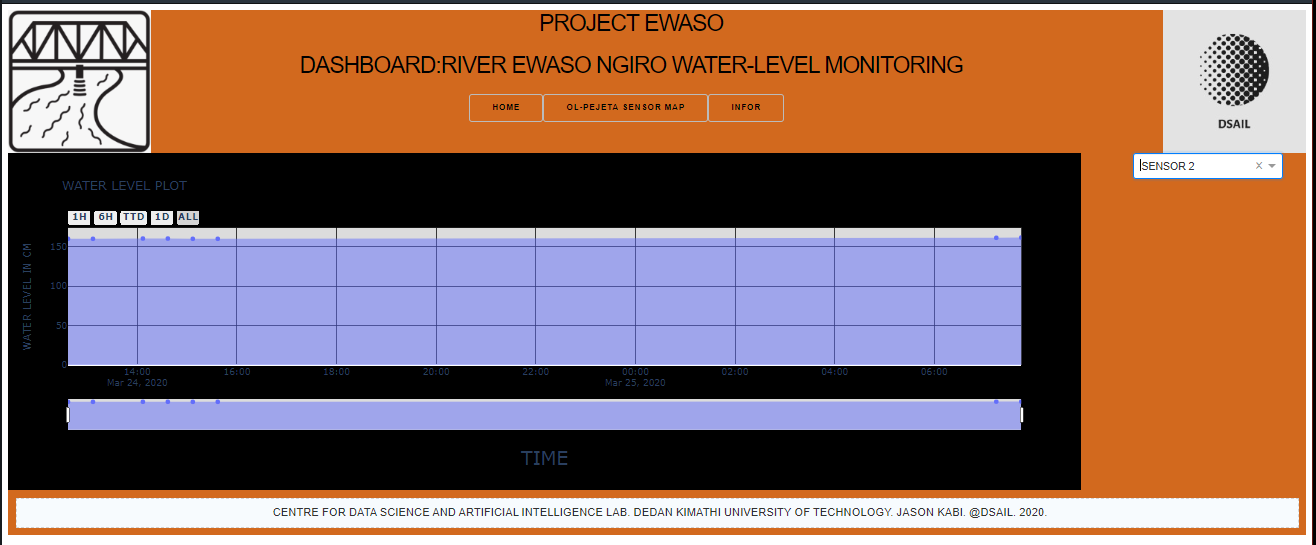 PROJECT EWASO
DASHBOARD:RIVER EWASO NGIRO WATER-LEVEL MONITORING
HOME OL-PEJETA SENSOR MAP INFOR
DSAIL
SENSOR 2
WATER LEVEL PLOT
1H 6H TTD 1D ALL
WATER LEVEL IN CM
150
100
50
0
14:00 16:00 18:00 20:00 22:00 00:00 02:00 04:00 06:00
Mar 24, 2020 Mar 25, 2020
TIME
CENTRE FOR DATA SCIENCE AND ARTIFICIAL INTELLIGENCE LAB. DEDAN KIMATHI UNIVERSITY OF TECHNOLOGY. JASON KABI. @DSAIL. 2020.